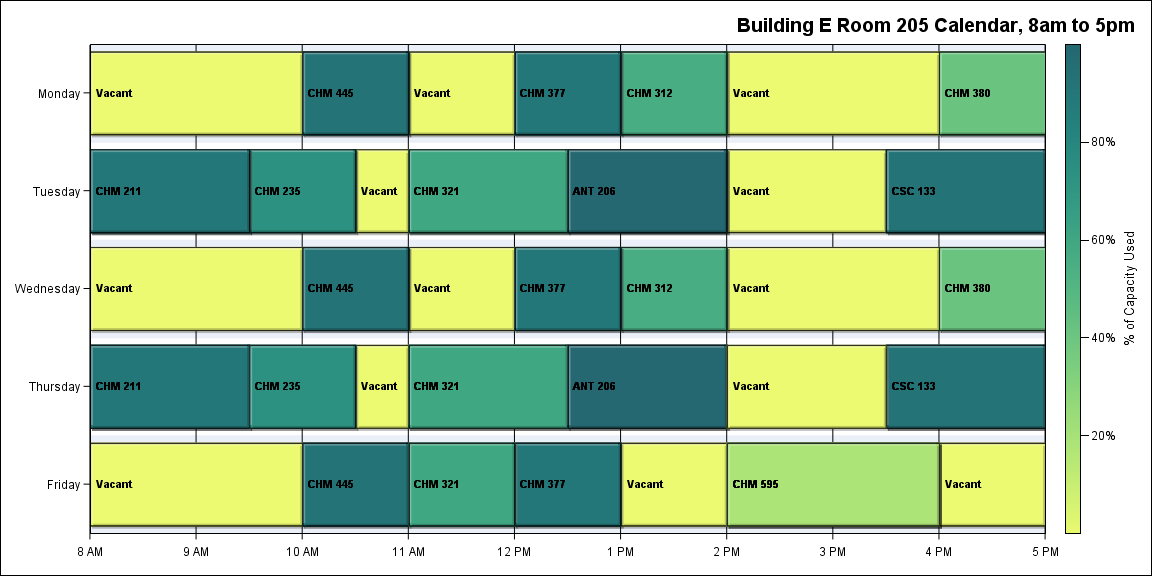 Building E Room 205 Calendar, 8am to 5pm
Monday
Vacant
CHM 445
Vacant
CHM 377
CHM 312
Vacant
CHM 380
Tuesday
CHM 211
CHM 235
Vacant
CHM 321
ANT 206
Vacant
CSC 133
Wednesday
Vacant
CHM 445
Vacant
CHM 377
CHM 312
Vacant
CHM 380
Thursday
CHM 211
CHM 235
Vacant
CHM 321
ANT 206
Vacant
CSC 133
Friday
Vacant
CHM 445
CHM 321
CHM 377
Vacant
CHM 595
Vacant
8 AM
9 AM
10 AM
11 AM
12 PM
1 PM
2 PM
3 PM
4 PM
5 PM
80%
60%
40%
20%
% of Capacity Used